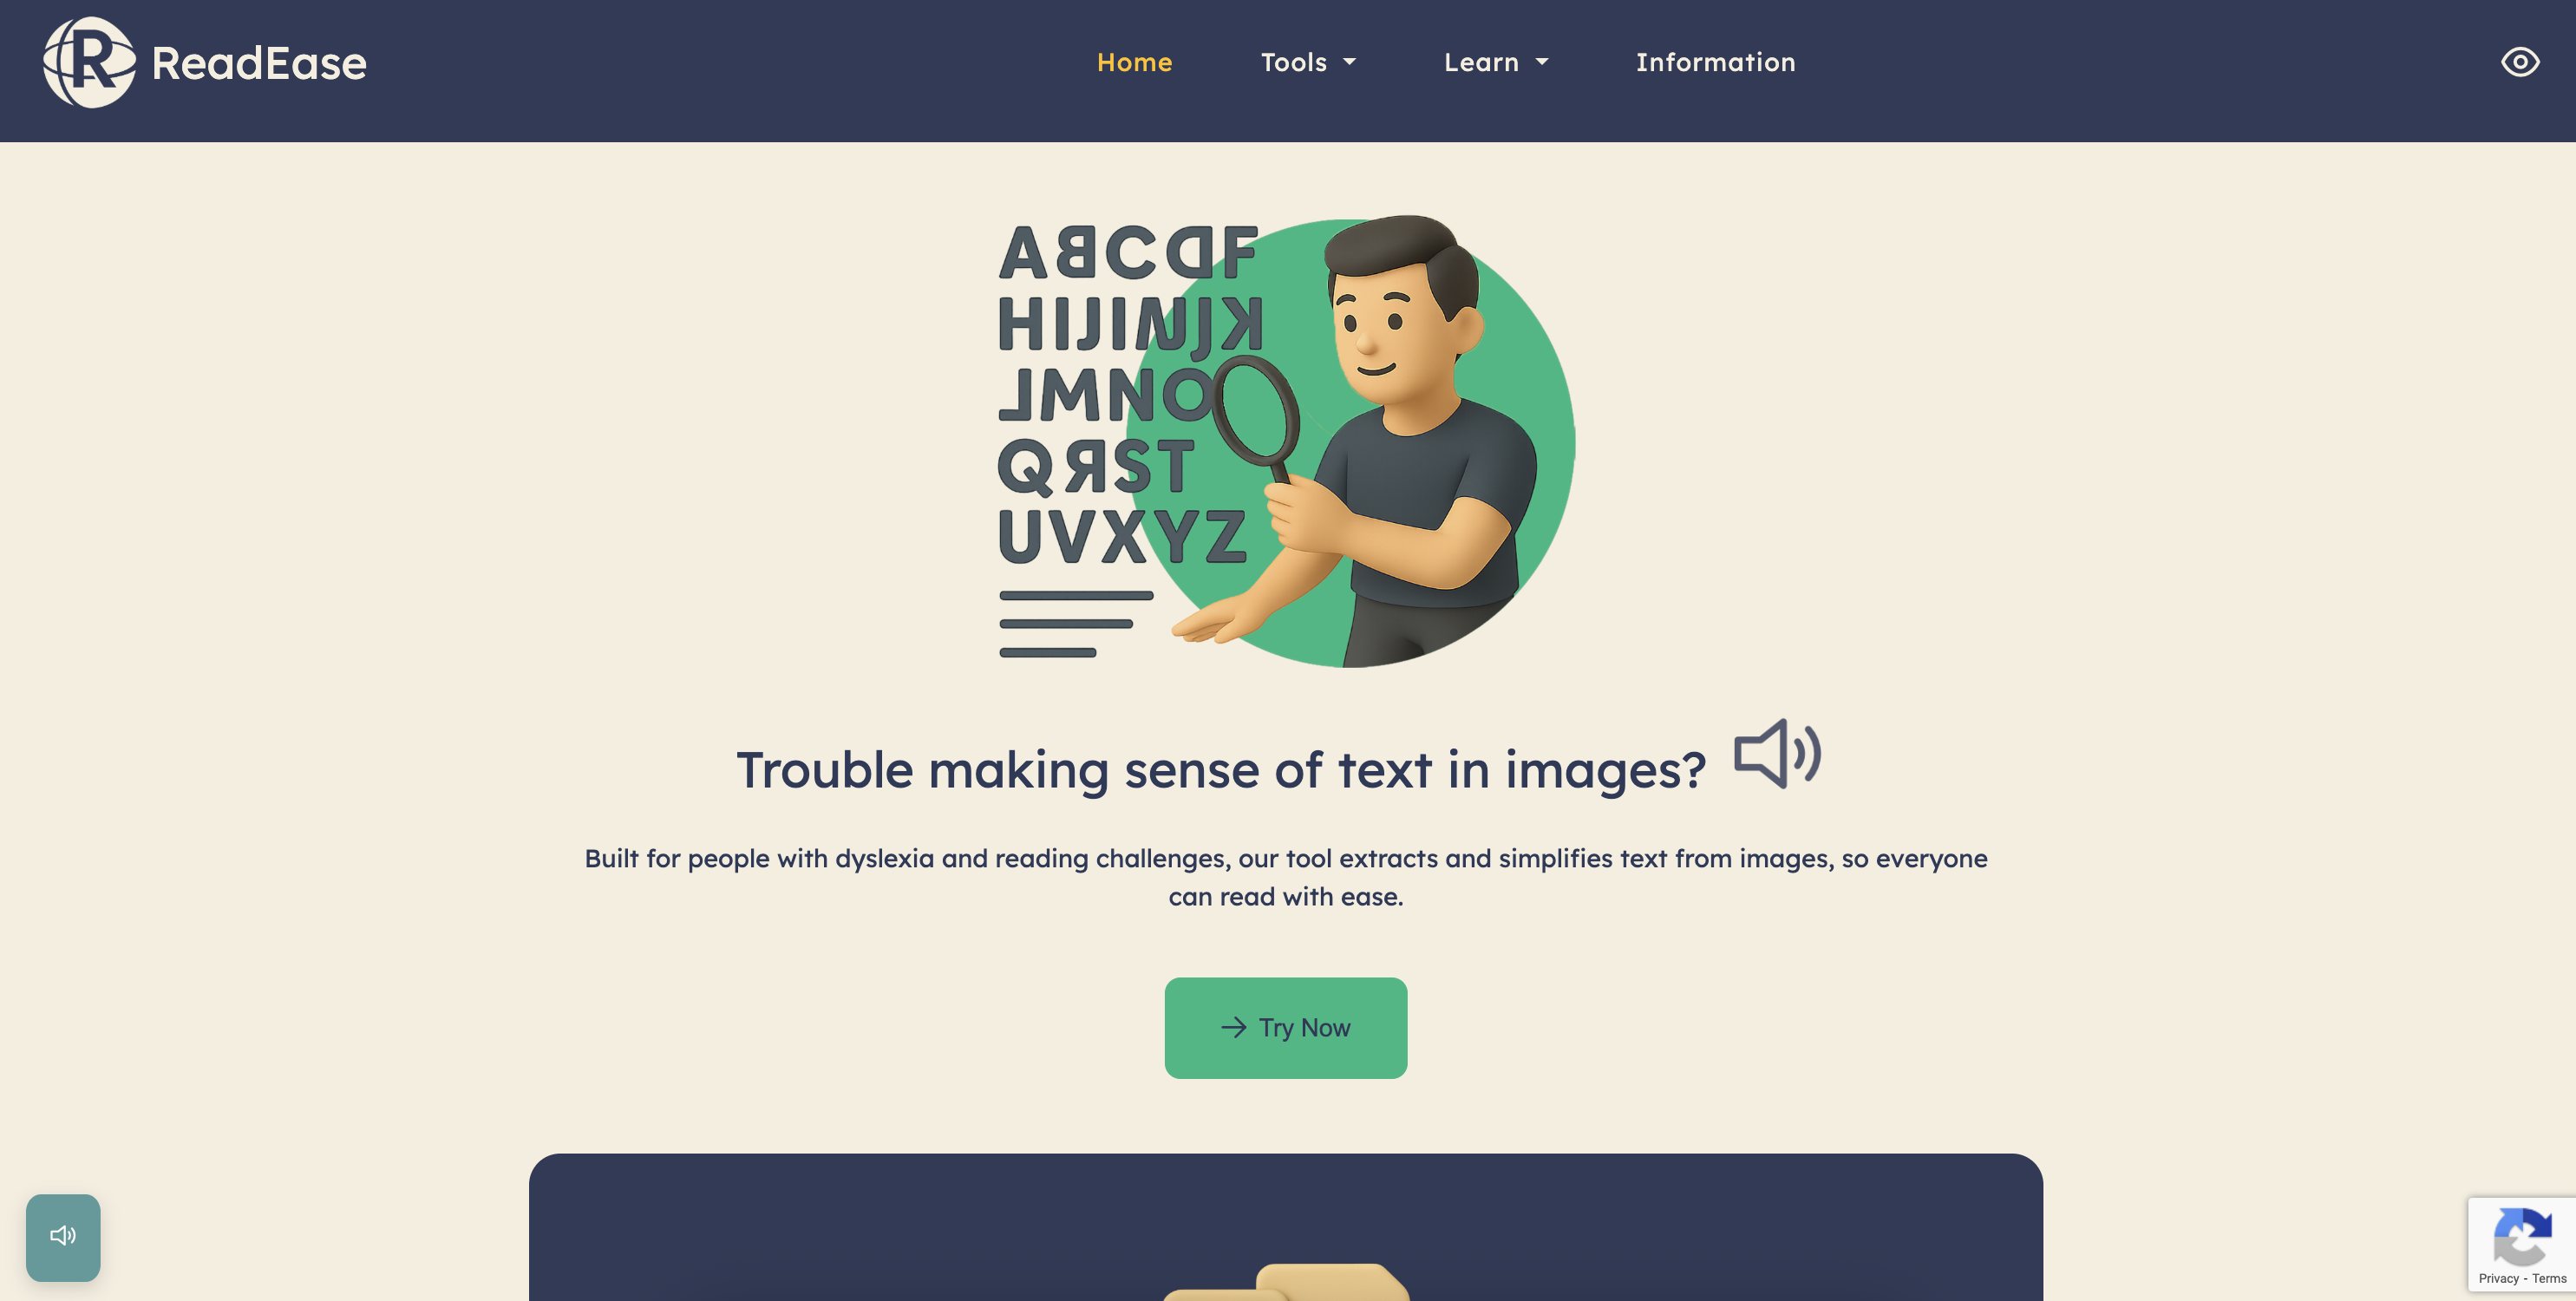 R ReadEase
Home Tools Learn Information
ABCDF
HIJIИJK
JMNO
QЯST
UVXYZ
Trouble making sense of text in images?
Built for people with dyslexia and reading challenges, our tool extracts and simplifies text from images, so everyone
can read with ease.
→ Try Now
Privacy - Terms